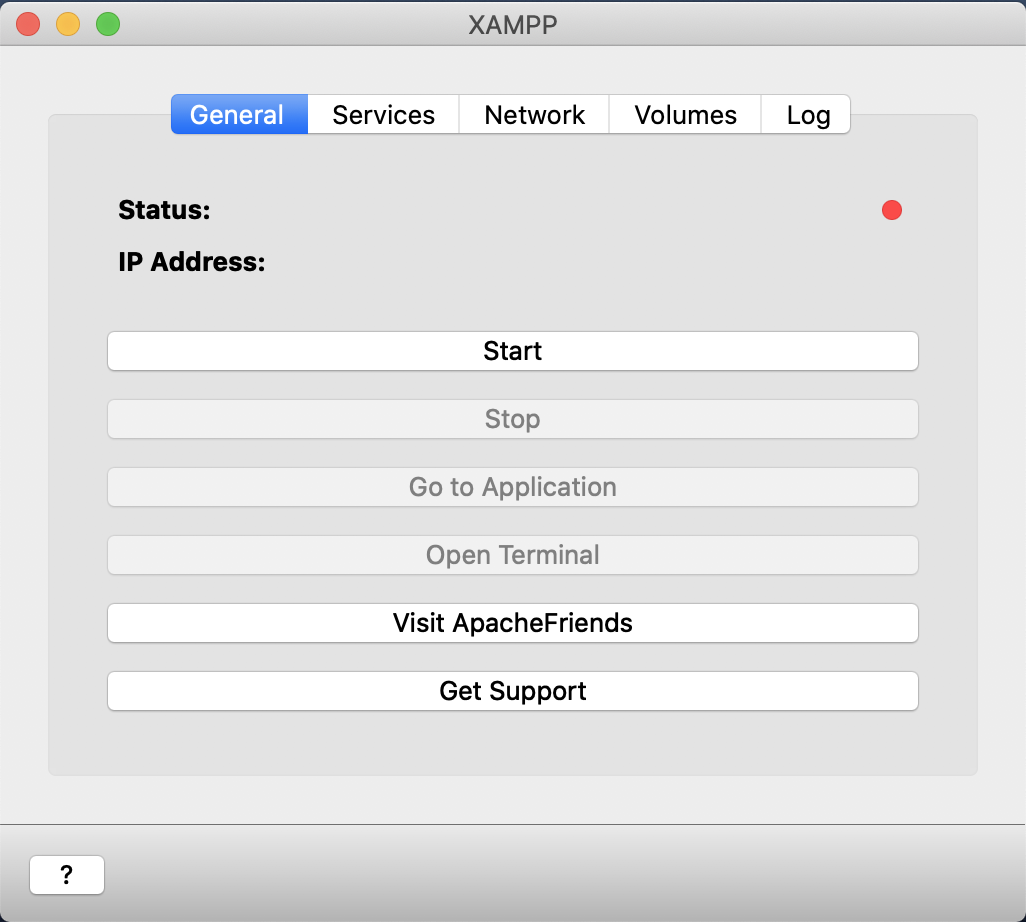 XAMPP
General Services Network Volumes Log
Status:
IP Address:
Start
Stop
Go to Application
Open Terminal
Visit ApacheFriends
Get Support
?